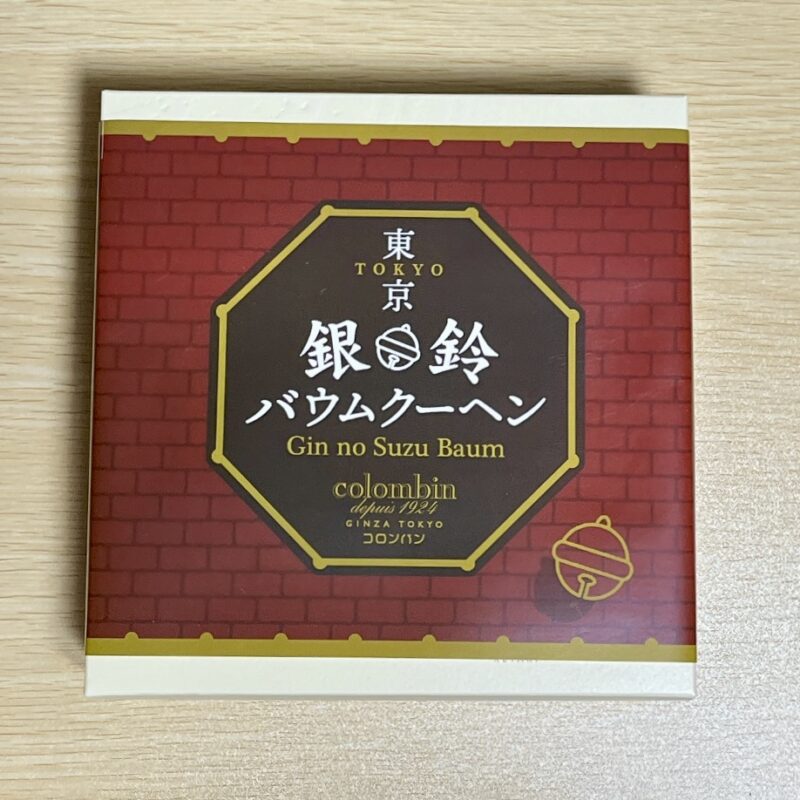 東
TOKYO
京
銀 鈴
バウムクーヘン
Gin no Suzu Baum
colombin
depuis 1924
GINZA TOKYO
コロンバン